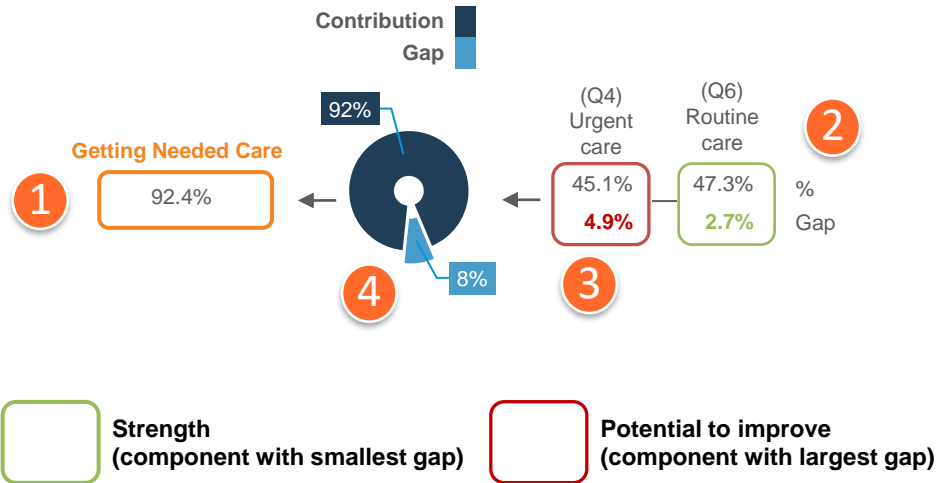 Contribution
Gap
92%
(Q4)
Urgent
care
(Q6)
Routine
care
2
Getting Needed Care
1
92.4%
45.1%
47.3%
%
4.9%
2.7%
Gap
4
8%
3
Strength
(component with smallest gap)
Potential to improve
(component with largest gap)